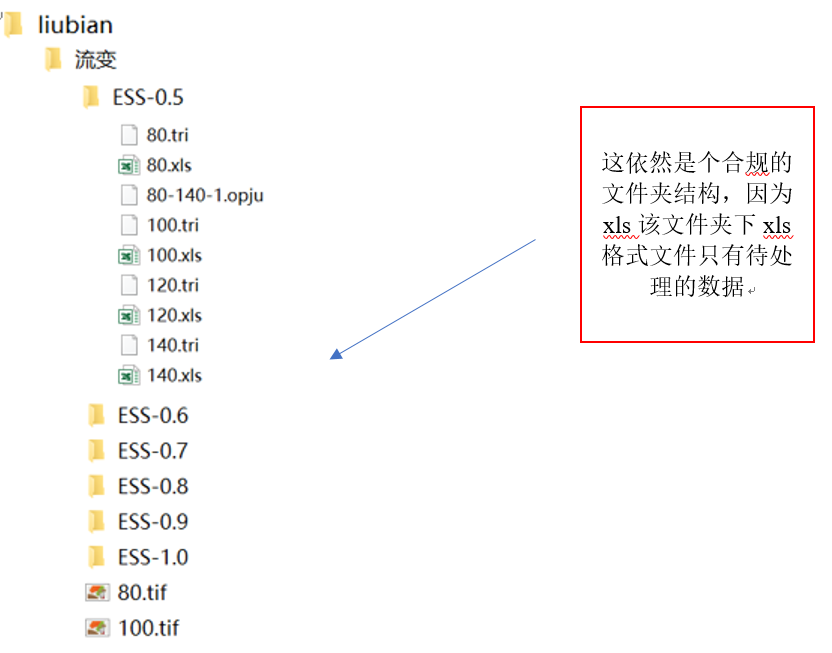 liubian
流变
ESS-0.5
80.tri
80.xls
80-140-1.opju
100.tri
100.xls
120.tri
120.xls
140.tri
140.xls
ESS-0.6
ESS-0.7
ESS-0.8
ESS-0.9
ESS-1.0
80.tif
100.tif
这依然是个合规的
文件夹结构，因为
xls 该文件夹下 xls
格式文件只有待处
理的数据